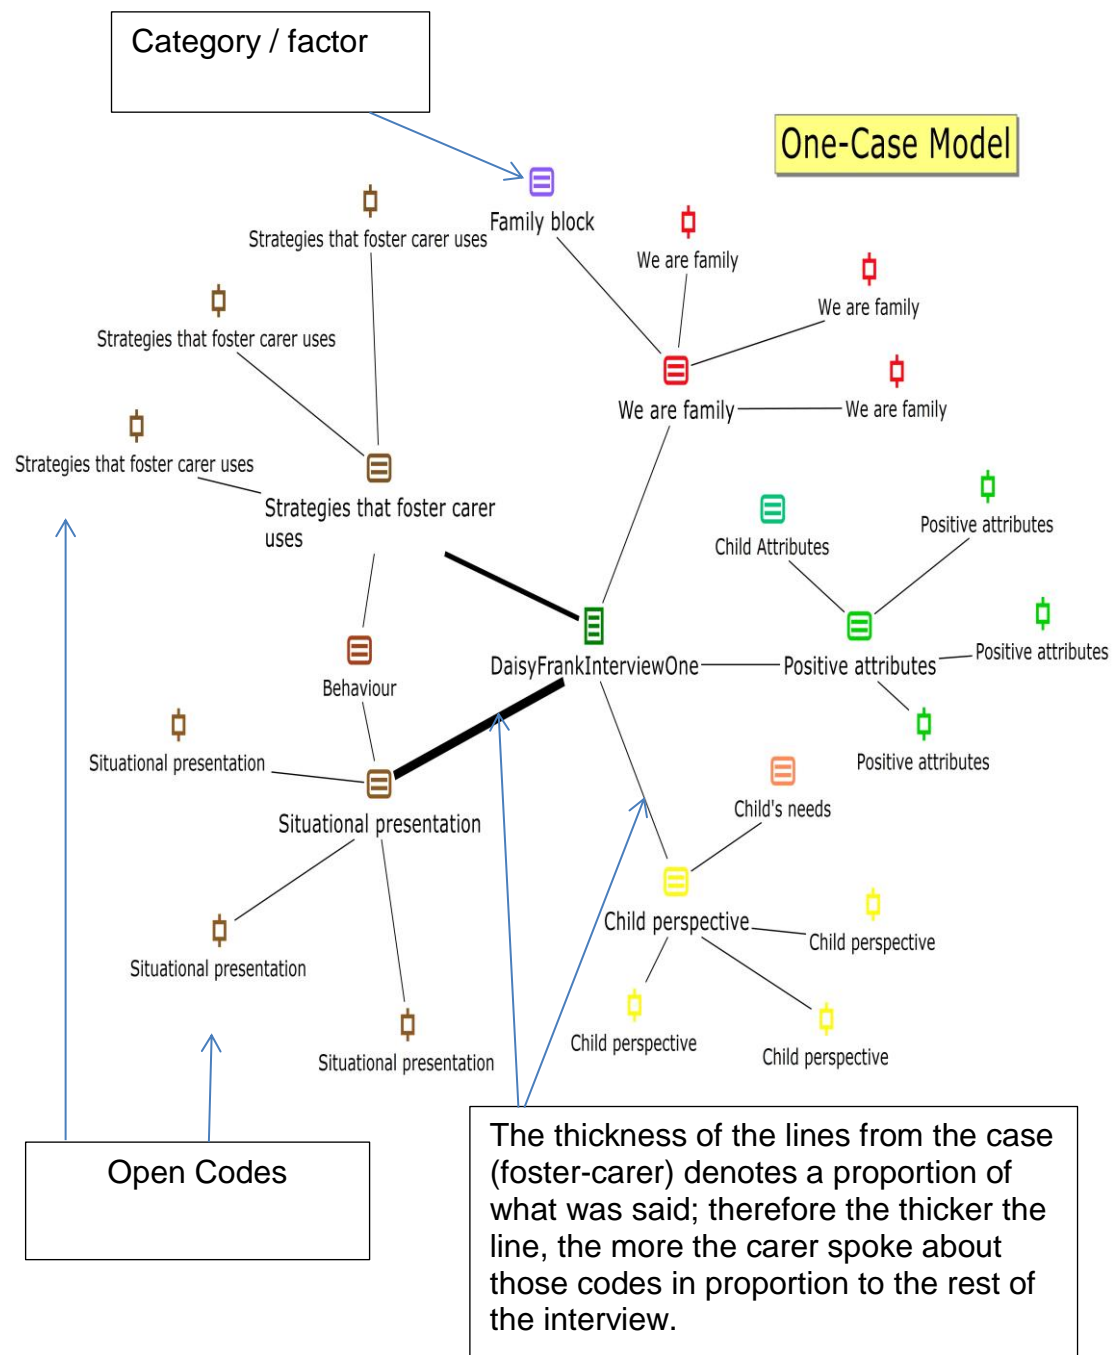 Category / factor
One-Case Model
Family block
Strategies that foster carer uses
We are family
We are family
Strategies that foster carer uses
We are family
We are family
Strategies that foster carer uses
Strategies that foster carer
uses
Child Attributes
Positive attributes
Positive attributes
DaisyFrankInterviewOne
Positive attributes
Behaviour
Positive attributes
Situational presentation
Child's needs
Situational presentation
Child perspective
Child perspective
Situational presentation
Child perspective
Child perspective
Situational presentation
Open Codes
The thickness of the lines from the case
(foster-carer) denotes a proportion of
what was said; therefore the thicker the
line, the more the carer spoke about
those codes in proportion to the rest of
the interview.